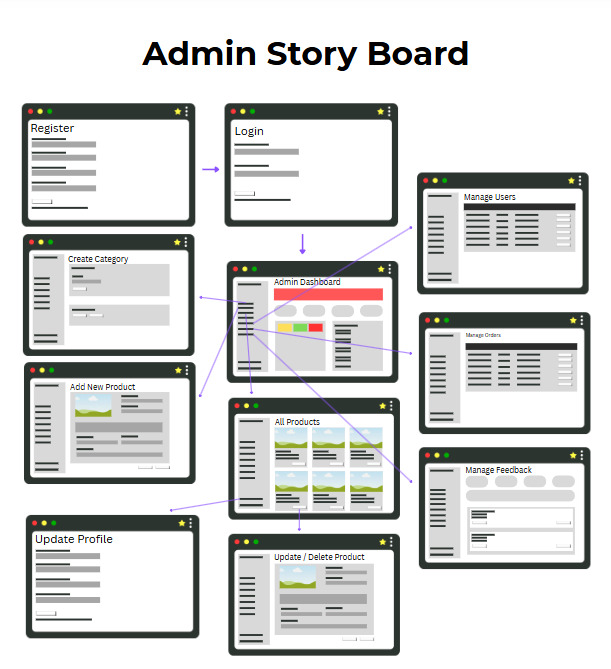 Admin Story Board
Register
Login
Manage Users
Create Category
Admin Dashboard
Manage Orders
Add New Product
All Products
Manage Feedback
Update Profile
Update / Delete Product